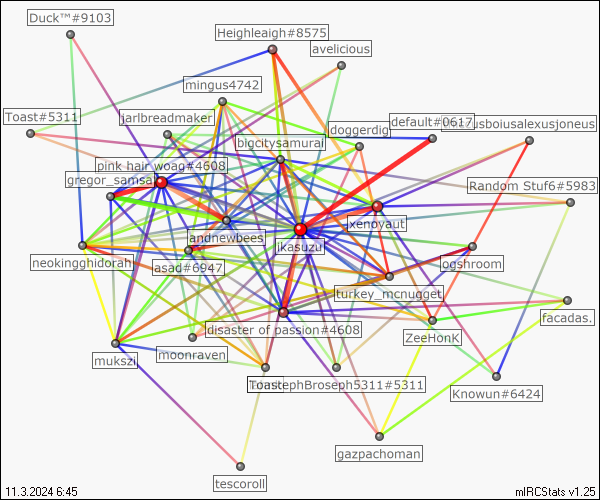 Duck™#9103
Heighleaigh#8575
avelicious
mingus4742
Toast#5311
jarlbreadmaker
doggerdig
default#0617
usboiusalexusjoneus
bigcitysamurai
pink hair woag#4608
gregor_samsa
Random Stuf6#5983
xenoyaut
andnewbees
ikasuzu
neokingghidorah
asad#6947
ogshroom
turkey_mcnugget
disaster of passion#4608
facadas.
ZeeHonK
mukszi
moonraven
ToastephBroseph5311#5311
Knowun#6424
gazpachoman
tescoroll
11.3.2024 6:45
mIRCStats v1.25